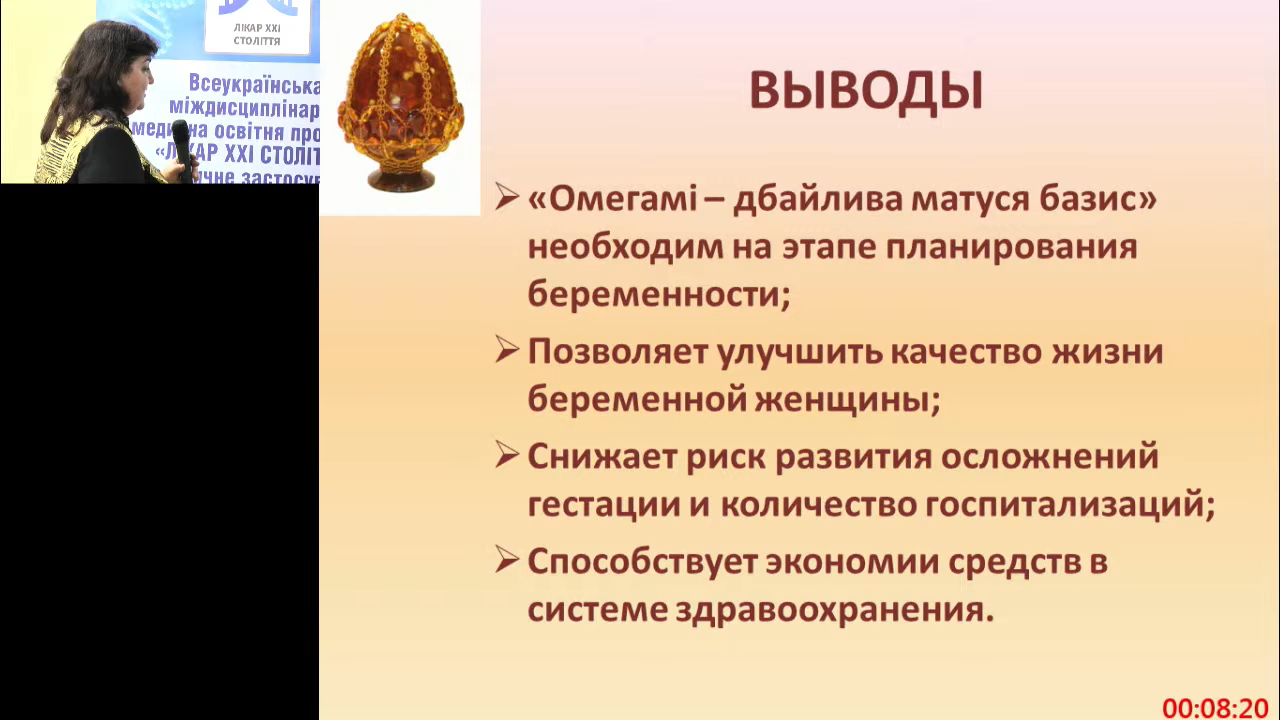 ЛІКАР XXI
СТОЛІТТЯ
Всеукраїнська
міждисциплінар
на освітня про
«Л КАР XXI СТОЛІТ
ВЫВОДЫ
«Омегамі – дбайлива матуся базис»
необходим на этапе планирования
беременности;
Позволяет улучшить качество жизни
беременной женщины;
Снижает риск развития осложнений
гестации и количество госпитализаций;
Способствует экономии средств в
системе здравоохранения.
00:08:20